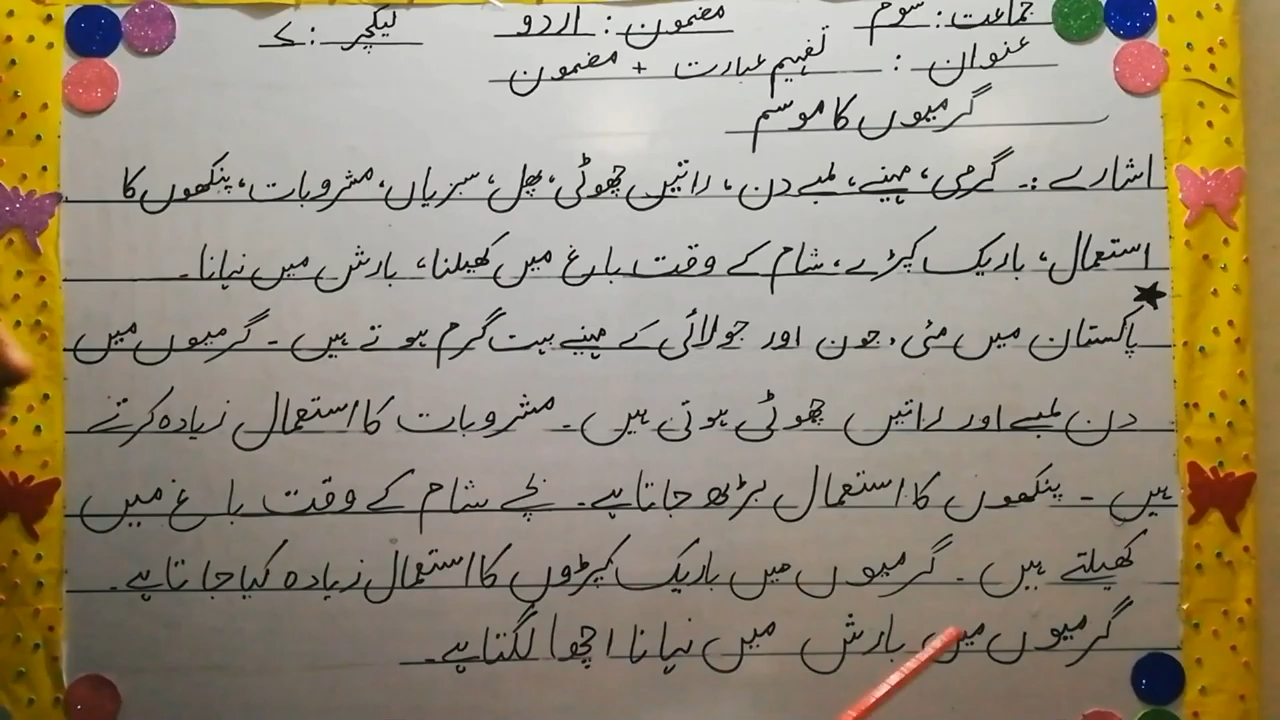 جماعت: سوم مضمون: اردو لیکچر: ۷
عنوان: تفہیم عبارت + مضمون
گرمیوں کا موسم
اشارے :۔ گرمی، مہینے، لمبے دن، راتیں چھوٹی، پھل، سبزیاں، مشروبات، پنکھوں کا
استعمال، باریک کپڑے، شام کے وقت باغ میں کھیلنا، بارش میں نہانا۔
پاکستان میں مئی، جون اور جولائی کے مہینے بہت گرم ہوتے ہیں ۔ گرمیوں میں
دن لمبے اور راتیں چھوٹی ہوتی ہیں ۔ مشروبات کا استعمال زیادہ کرتے
ہیں ۔ پنکھوں کا استعمال بڑھ جاتا ہے۔ بچے شام کے وقت باغ میں
کھیلتے ہیں ۔ گرمیوں میں باریک کپڑوں کا استعمال زیادہ کیا جاتا ہے۔
گرمیوں میں بارش میں نہانا اچھا لگتا ہے۔